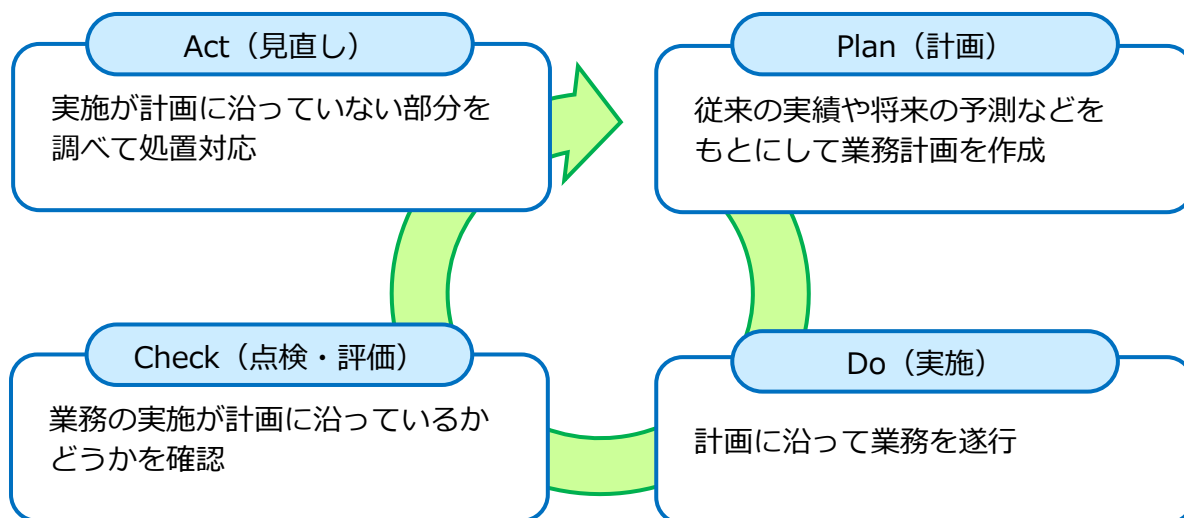 Act（見直し）
実施が計画に沿っていない部分を
調べて処置対応
Plan（計画）
従来の実績や将来の予測などを
もとにして業務計画を作成
Check（点検・評価）
業務の実施が計画に沿っているか
どうかを確認
Do（実施）
計画に沿って業務を遂行